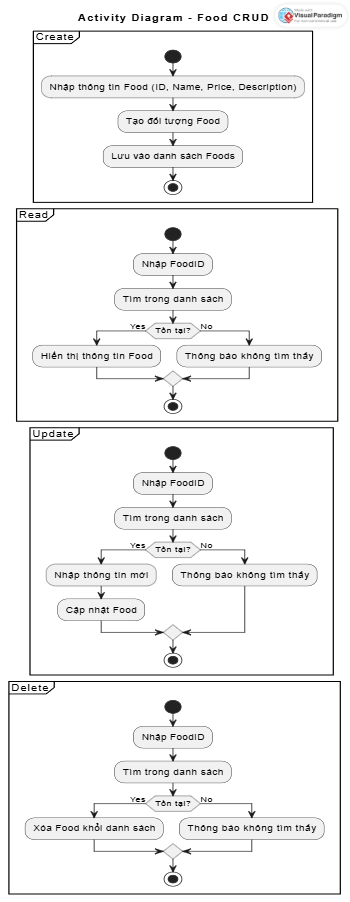 Activity Diagram - Food CRUD
Visual Paradigm
Create
Nhập thông tin Food (ID, Name, Price, Description)
Tạo đối tượng Food
Lưu vào danh sách Foods
Read
Nhập FoodID
Tìm trong danh sách
Yes
Tồn tại?
No
Hiển thị thông tin Food
Thông báo không tìm thấy
Update
Nhập FoodID
Tìm trong danh sách
Yes
Tồn tại?
No
Nhập thông tin mới
Thông báo không tìm thấy
Cập nhật Food
Delete
Nhập FoodID
Tìm trong danh sách
Yes
Tồn tại?
No
Xóa Food khỏi danh sách
Thông báo không tìm thấy